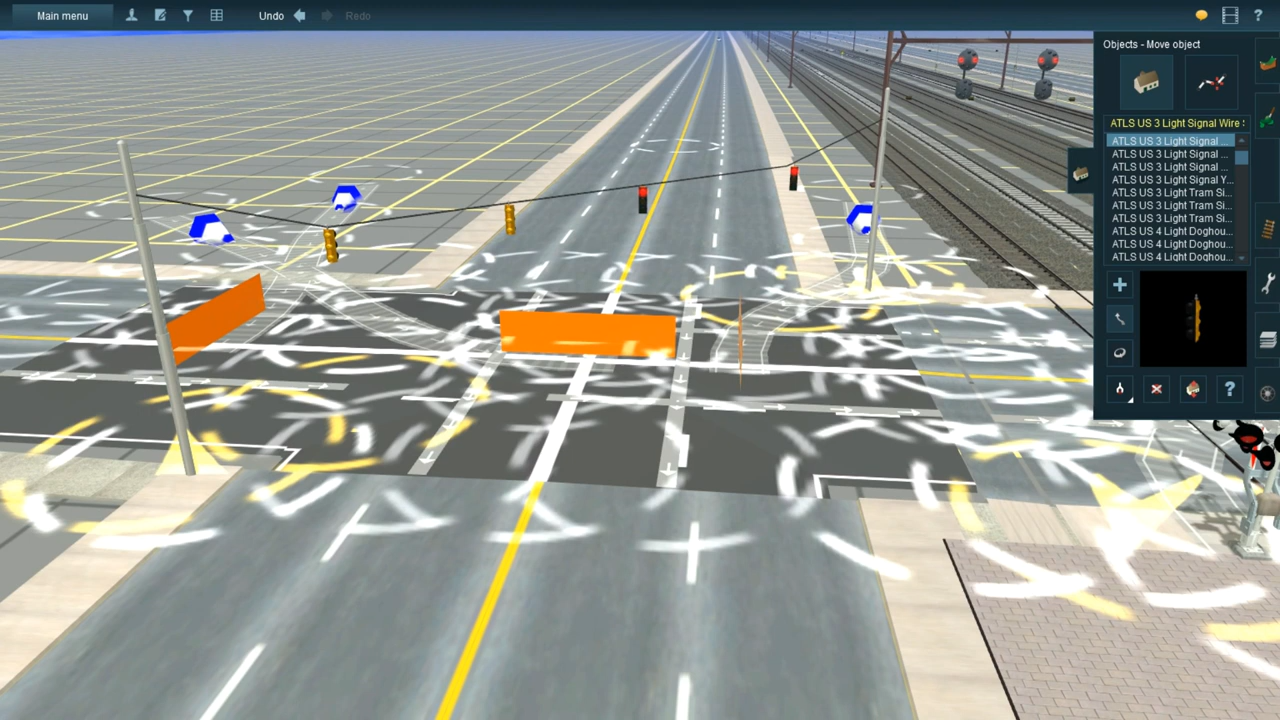 Main menu
Undo
Redo
?
Objects - Move object
ATLS US 3 Light Signal Wire
ATLS US 3 Light Signal ...
ATLS US 3 Light Signal ...
ATLS US 3 Light Signal ...
ATLS US 3 Light Signal Y...
ATLS US 3 Light Tram Si...
ATLS US 3 Light Tram Si...
ATLS US 3 Light Tram Si...
ATLS US 4 Light Doghou...
ATLS US 4 Light Doghou...
ATLS US 4 Light Doghou...
?